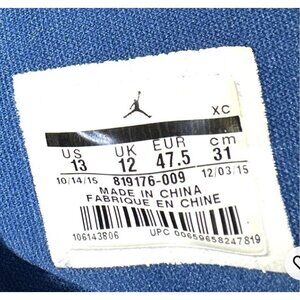 XC
US UK EUR cm
13 12 47.5 31
10/14/15 819176-009 12/03/15
MADE IN CHINA
FABRIQUE EN CHINE
106143806 UPC 00659658247819